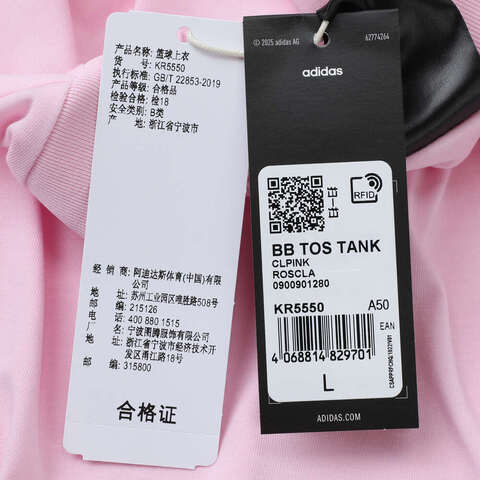 产品名称: 篮球上衣
货 号: KR5550
执行标准: GB/T 22853-2019
产品等级: 合格品
检验合格: 检18
安全类别: B类
产 地: 浙江省宁波市
经 销 商: 阿迪达斯体育(中国)有限
公司
地 址: 苏州工业园区唯胜路508号
邮 编: 215126
电 话: 400 880 1515
厂 名: 宁波图腾服饰有限公司
厂 址: 浙江省宁波市经济技术开
发区甬江路18号
邮 编: 315800
合格证
© 2025 adidas AG
62774264
adidas
RFID
BB TOS TANK
CLPINK
ROSCLA
0900901280
KR5550 A50
EAN
4 068814 829701
L
ADIDAS.COM